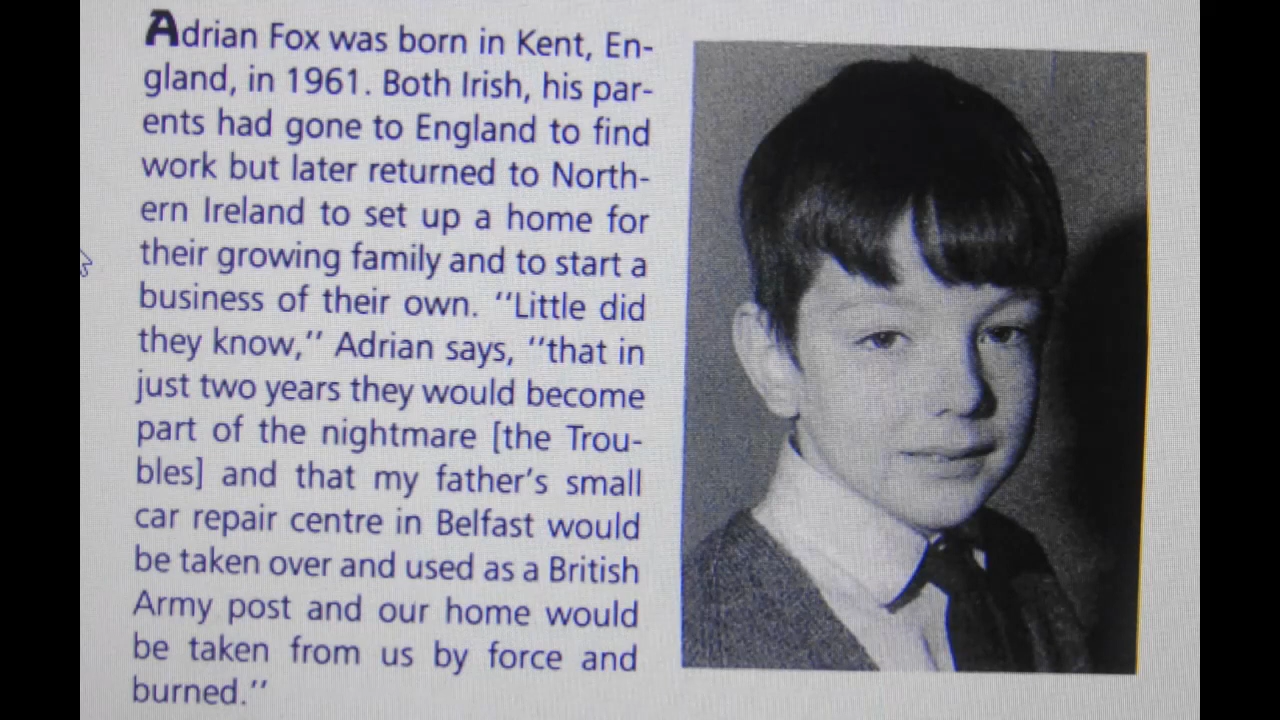 Adrian Fox was born in Kent, En-
gland, in 1961. Both Irish, his par-
ents had gone to England to find
work but later returned to North-
ern Ireland to set up a home for
their growing family and to start a
business of their own. ‘‘Little did
they know,’’ Adrian says, ‘‘that in
just two years they would become
part of the nightmare [the Trou-
bles] and that my father’s small
car repair centre in Belfast would
be taken over and used as a British
Army post and our home would
be taken from us by force and
burned.’’